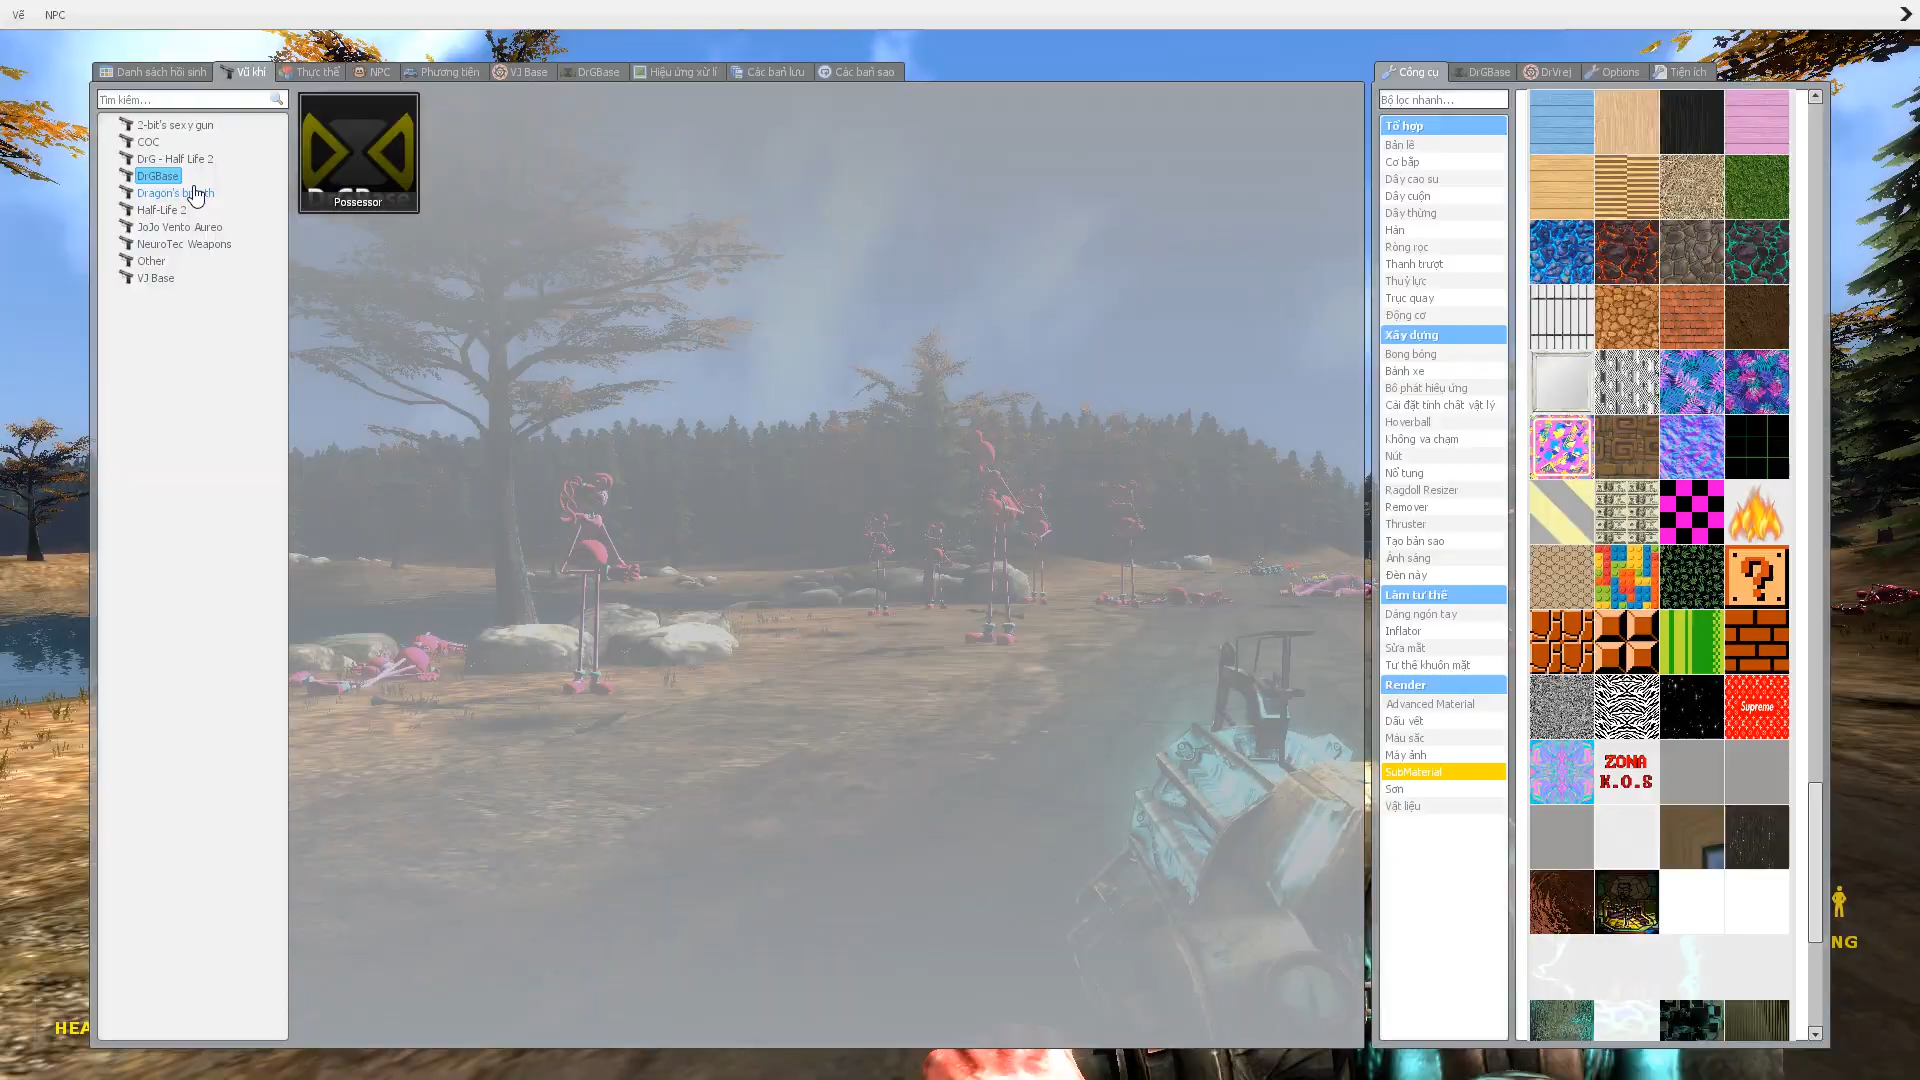 Vẽ NPC
Danh sách hồi sinh Vũ khí Thực thể NPC Phương tiện VJ Base DrGBase Hiệu ứng xử lí Các bản lưu Các bản sao
Tìm kiếm...
2-bit's sexy gun
COC
DrG - Half Life 2
DrGBase
Dragon's breath
Half-Life 2
JoJo Vento Aureo
NeuroTec Weapons
Other
VJ Base
DrGBase
Possessor
Công cụ DrGBase DrVrej Options Tiện ích
Bộ lọc nhanh...
Tổ hợp
Bản lề
Cơ bắp
Dây cao su
Dây cuộn
Dây thừng
Hàn
Ròng rọc
Thanh trượt
Thuỷ lực
Trục quay
Động cơ
Xây dựng
Bong bóng
Bánh xe
Bộ phát hiệu ứng
Cài đặt tính chất vật lý
Hoverball
Không va chạm
Nút
Nổ tung
Ragdoll Resizer
Remover
Thruster
Tạo bản sao
Ánh sáng
Đèn này
Làm tư thế
Dáng ngón tay
Inflator
Sửa mắt
Tư thế khuôn mặt
Render
Advanced Material
Dấu vết
Màu sắc
Máy ảnh
SubMaterial
Sơn
Vật liệu
?
Supreme
ZONA
K.O.S
HEA
NG